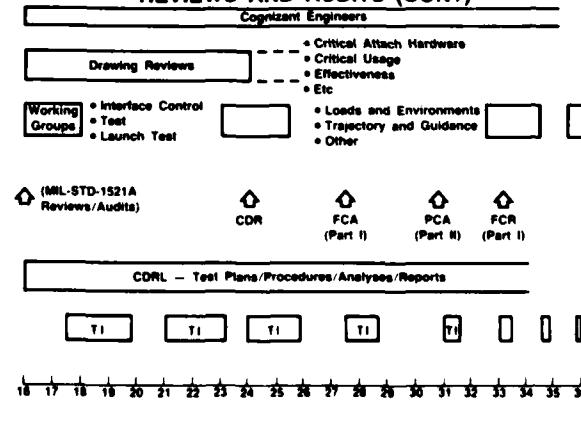 REVIEWS AND AUDITS (CONT)
Cognizant Engineers
Drawing Reviews
• Critical Attach Hardware
• Critical Usage
• Effectiveness
• Etc
Working
Groups
• Interface Control
• Test
• Launch Test
• Loads and Environments
• Trajectory and Guidance
• Other
(MIL-STD-1521A
Reviews/Audits)
CDR
FCA
(Part I)
PCA
(Part II)
FCR
(Part I)
CDRL — Test Plans/Procedures/Analyses/Reports
TI TI TI TI TI
16 17 18 19 20 21 22 23 24 25 26 27 28 29 30 31 32 33 34 35